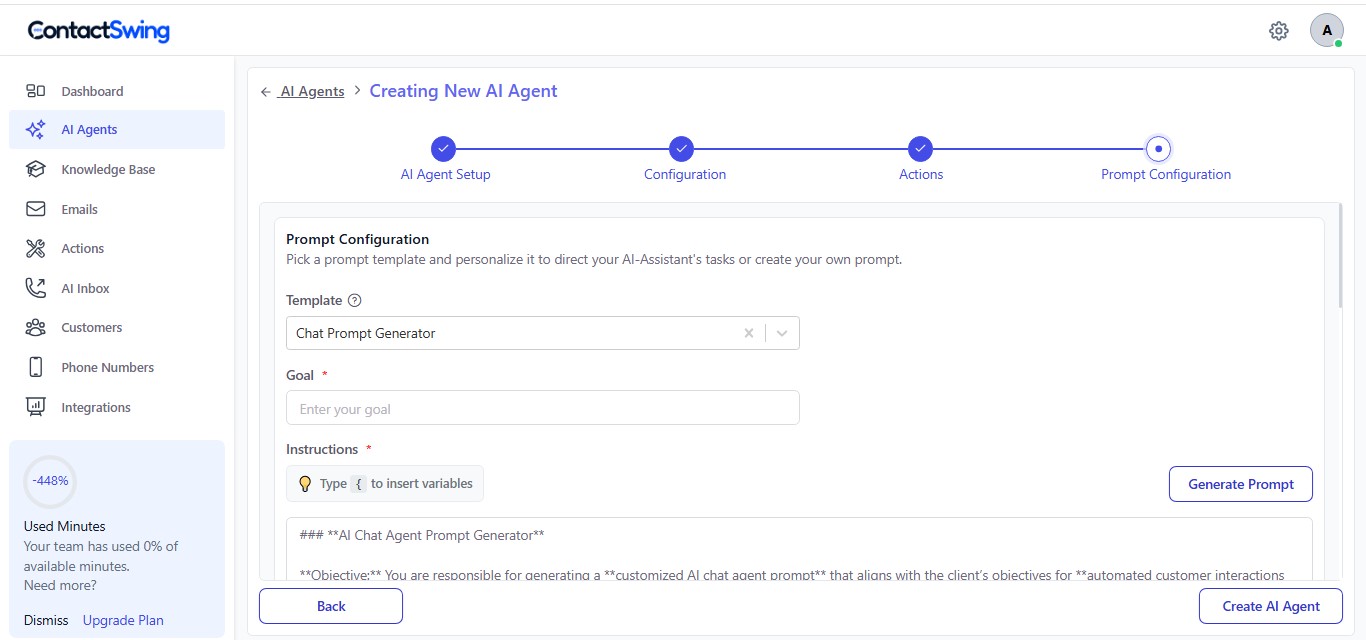 ContactSwing
A
Dashboard
AI Agents
Knowledge Base
Emails
Actions
AI Inbox
Customers
Phone Numbers
Integrations
-448%
Used Minutes
Your team has used 0% of
available minutes.
Need more?
Dismiss Upgrade Plan
AI Agents > Creating New AI Agent
AI Agent Setup
Configuration
Actions
Prompt Configuration
Prompt Configuration
Pick a prompt template and personalize it to direct your AI-Assistant's tasks or create your own prompt.
Template ?
Chat Prompt Generator
Goal *
Enter your goal
Instructions *
Type { to insert variables
Generate Prompt
### **AI Chat Agent Prompt Generator**
**Objective:** You are responsible for generating a **customized AI chat agent prompt** that aligns with the client's objectives for **automated customer interactions
Back
Create AI Agent